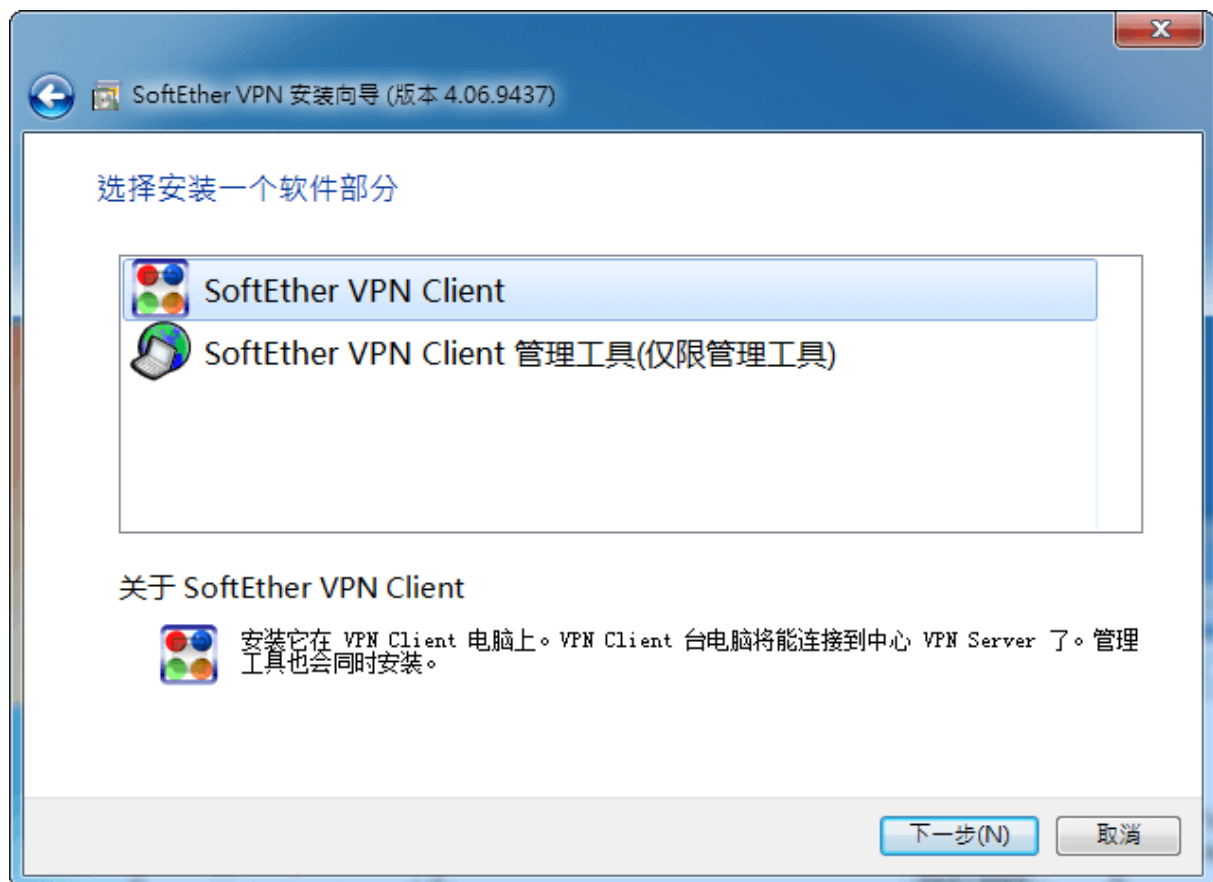 SoftEther VPN 安装向导 (版本 4.06.9437)
选择安装一个软件部分
SoftEther VPN Client
SoftEther VPN Client 管理工具(仅限管理工具)
关于 SoftEther VPN Client
安装它在 VPN Client 电脑上。VPN Client 台电脑将能连接到中心 VPN Server 了。管理
工具也会同时安装。
下一步(N)
取消